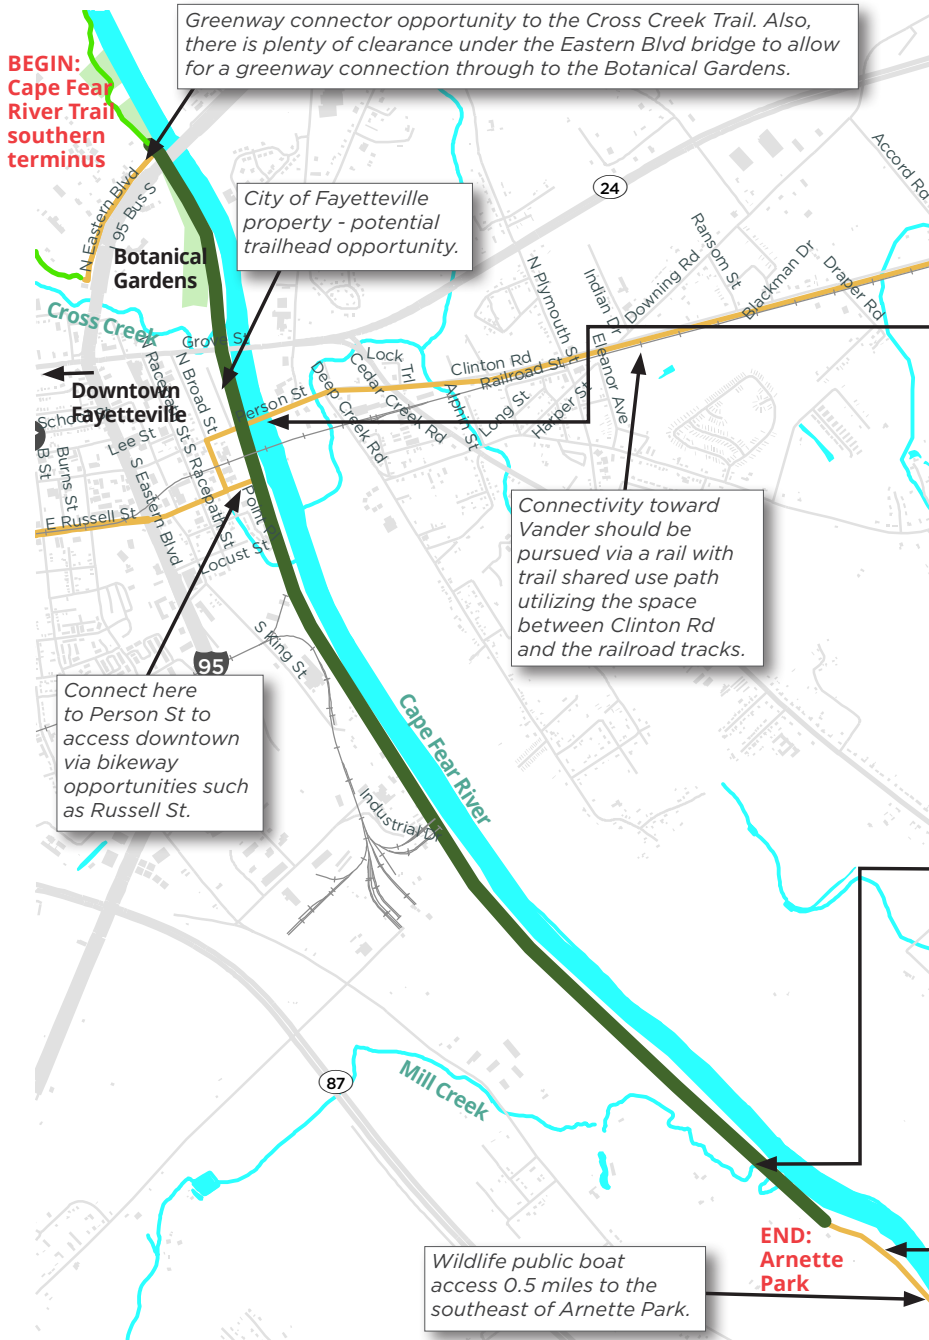 Greenway connector opportunity to the Cross Creek Trail. Also,
there is plenty of clearance under the Eastern Blvd bridge to allow
for a greenway connection through to the Botanical Gardens.
BEGIN:
Cape Fear
River Trail
southern
terminus
Accord Rd
24
N Eastern Blvd
I 95 Bus S
City of Fayetteville
property - potential
trailhead opportunity.
Botanical
Gardens
Ransom St
Downing Rd
Blackman Dr
Draper Rd
N Plymouth St
Indian Dr
Cross Creek
Grove St
Lock
Trl
Clinton Rd
Railroad St
Eleanor Ave
Downtown
Fayetteville
N Racepath St
N Broad St
Person St
Deep Creek Rd
Cedar Creek Rd
Alphin St
Long St
Harper St
School St
Lee St
B St
Burns St
S Eastern Blvd
S Racepath St
Point Pl
E Russell St
Locust St
Connectivity toward
Vander should be
pursued via a rail with
trail shared use path
utilizing the space
between Clinton Rd
and the railroad tracks.
S King St
95
Connect here
to Person St to
access downtown
via bikeway
opportunities such
as Russell St.
Cape Fear River
Industrial Dr
87
Mill Creek
END:
Arnette
Park
Wildlife public boat
access 0.5 miles to the
southeast of Arnette Park.